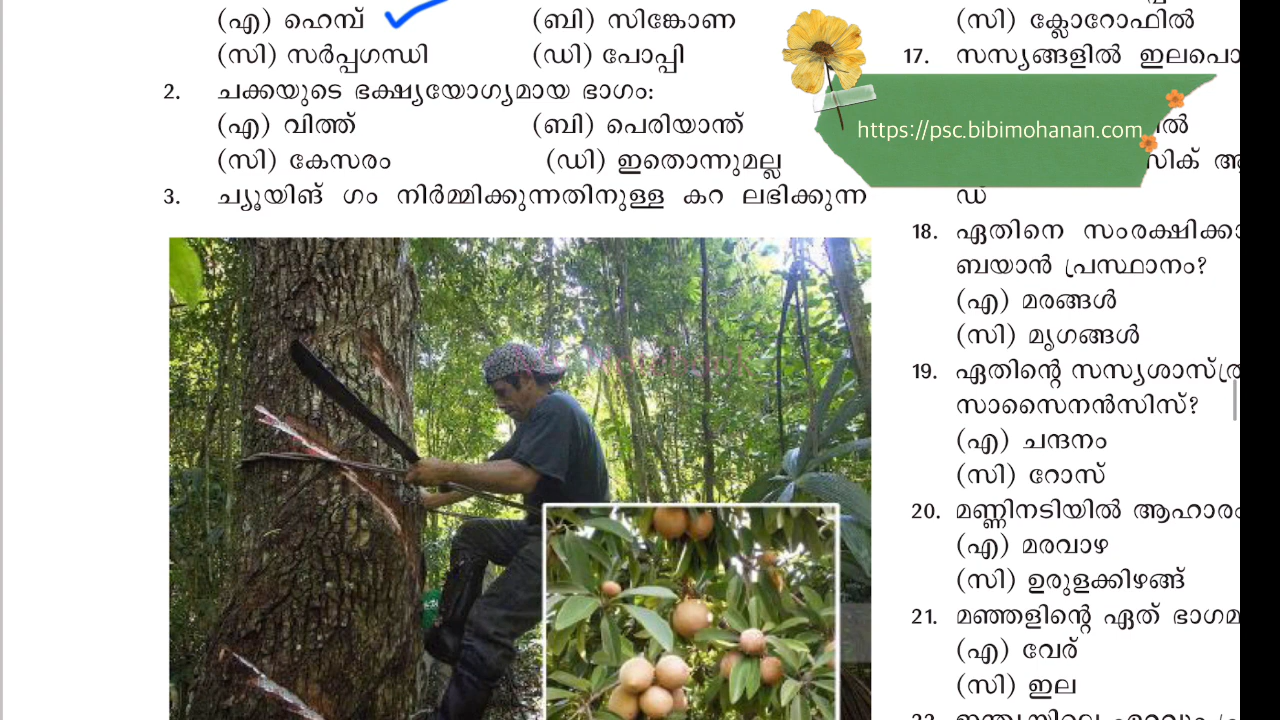 (എ) ഹെമ്പ് (ബി) സിങ്കോണ
(സി) സർപ്പഗന്ധി (ഡി) പോപ്പി
2. ചക്കയുടെ ഭക്ഷ്യയോഗ്യമായ ഭാഗം:
(എ) വിത്ത് (ബി) പെരിയാന്ത്
(സി) കേസരം (ഡി) ഇതൊന്നുമല്ല
3. ച്യൂയിങ് ഗം നിർമ്മിക്കുന്നതിനുള്ള കറ ലഭിക്കുന്ന
(സി) ക്ലോറോഫിൽ
17. സസ്യങ്ങളിൽ ഇലപൊ
https://psc.bibimohanan.com
ിൽ
സിക് ആ
ഡ്
18. ഏതിനെ സംരക്ഷിക്കാ
ബയാൻ പ്രസ്ഥാനം?
(എ) മരങ്ങൾ
(സി) മൃഗങ്ങൾ
19. ഏതിന്റെ സസ്യശാസ്ത്ര
സാസൈനൻസിസ്?
(എ) ചന്ദനം
(സി) റോസ്
20. മണ്ണിനടിയിൽ ആഹാരം
(എ) മരവാഴ
(സി) ഉരുളക്കിഴങ്ങ്
21. മഞ്ഞളിന്റെ ഏത് ഭാഗമ
(എ) വേര്
(സി) ഇല